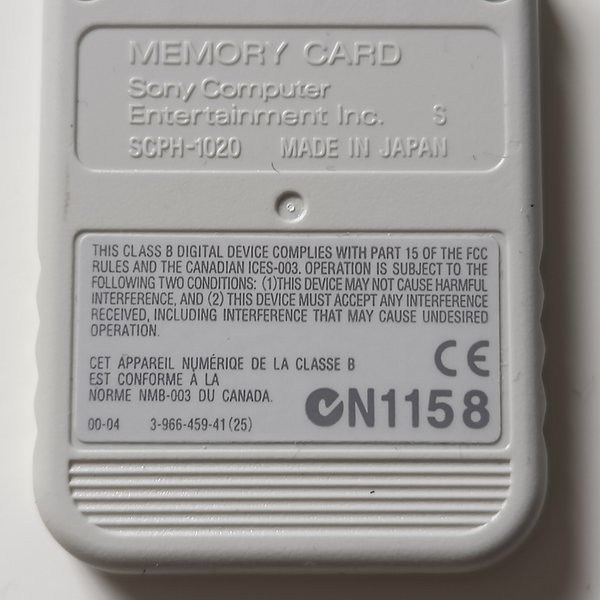 MEMORY CARD
Sony Computer
Entertainment Inc. S
SCPH-1020 MADE IN JAPAN
THIS CLASS B DIGITAL DEVICE COMPLIES WITH PART 15 OF THE FCC
RULES AND THE CANADIAN ICES-003. OPERATION IS SUBJECT TO THE
FOLLOWING TWO CONDITIONS: (1)THIS DEVICE MAY NOT CAUSE HARMFUL
INTERFERENCE, AND (2) THIS DEVICE MUST ACCEPT ANY INTERFERENCE
RECEIVED, INCLUDING INTERFERENCE THAT MAY CAUSE UNDESIRED
OPERATION.
CET APPAREIL NUMÉRIQE DE LA CLASSE B
EST CONFORME À LA
NORME NMB-003 DU CANADA.
CE
N1158
00-04 3-966-459-41(25)